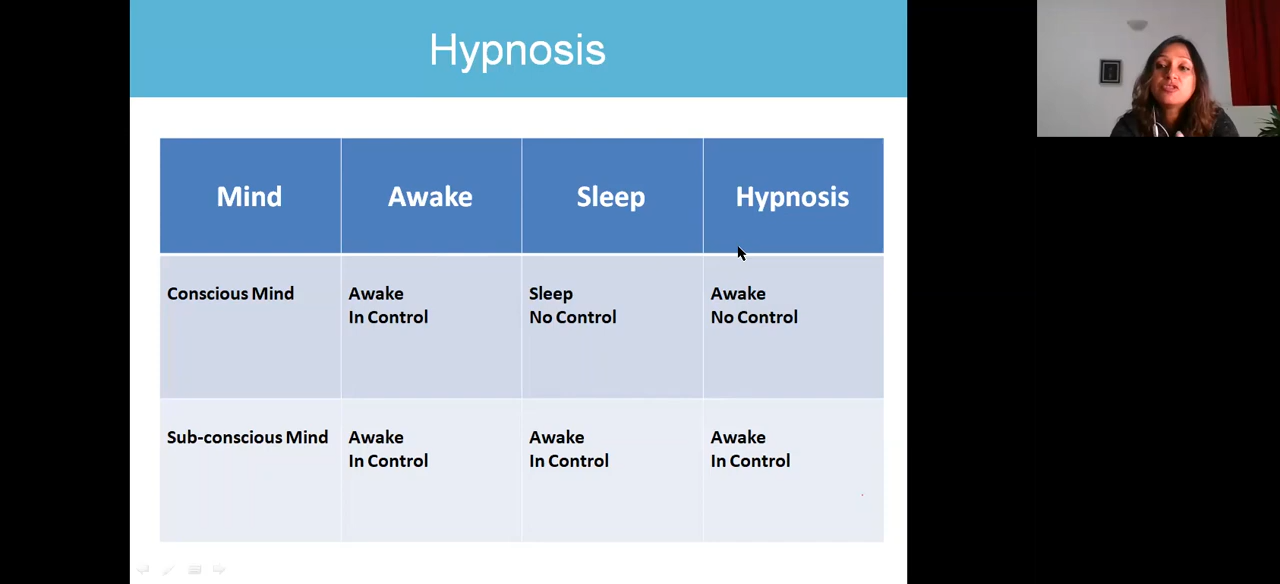 Hypnosis
Mind Awake Sleep Hypnosis
Conscious Mind Awake Sleep Awake
In Control No Control No Control
Sub-conscious Mind Awake Awake Awake
In Control In Control In Control